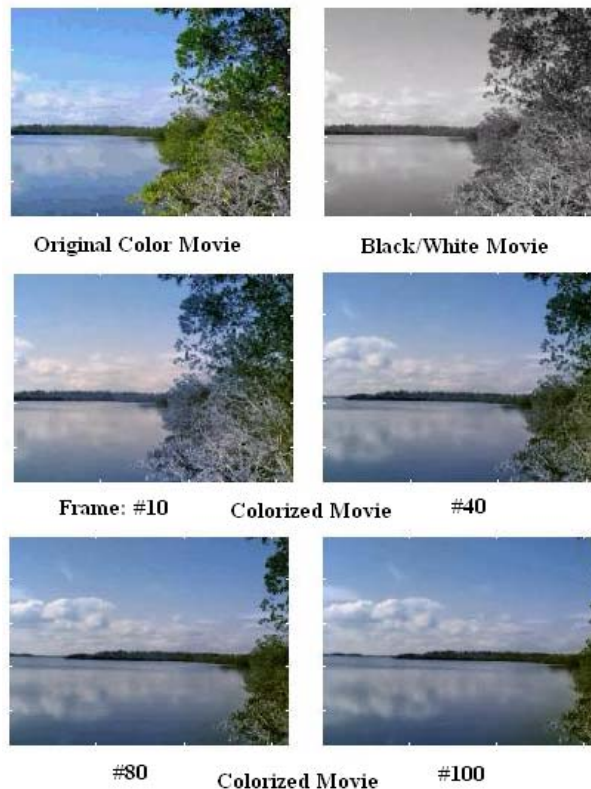 Original Color Movie
Black/White Movie
Frame: #10
Colorized Movie
#40
#80
Colorized Movie
#100